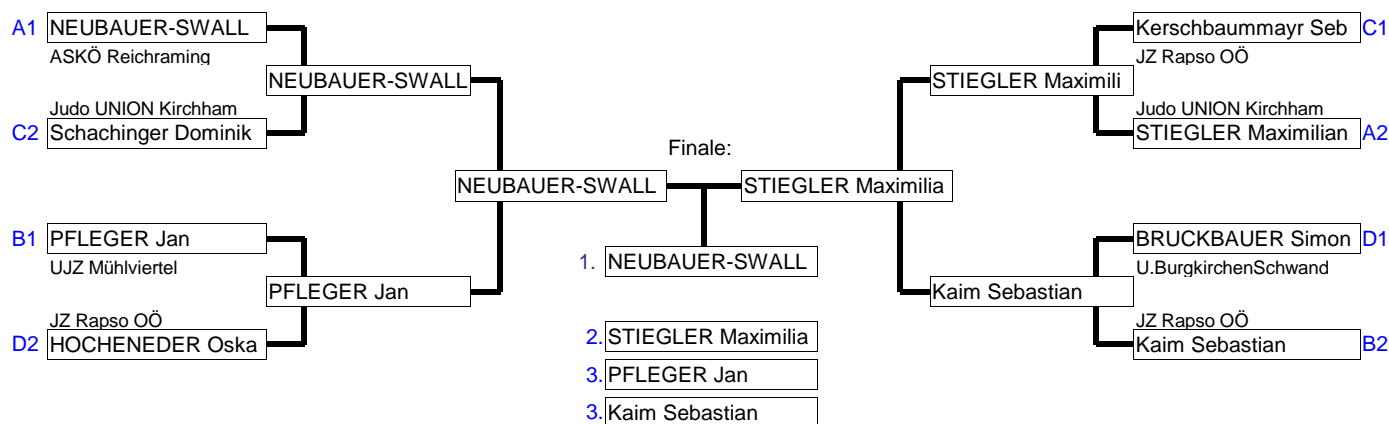 A1 NEUBAUER-SWALL
ASKÖ Reichraming
NEUBAUER-SWALL
Judo UNION Kirchham
C2 Schachinger Dominik
NEUBAUER-SWALL
B1 PFLEGER Jan
UJZ Mühlviertel
PFLEGER Jan
JZ Rapso OÖ
D2 HOCHENEDER Oska
Finale:
1. NEUBAUER-SWALL
2. STIEGLER Maximilia
3. PFLEGER Jan
3. Kaim Sebastian
Kerschbaummayr Seb C1
JZ Rapso OÖ
STIEGLER Maximili
Judo UNION Kirchham
STIEGLER Maximilian A2
STIEGLER Maximilia
BRUCKBAUER Simon D1
U.BurgkirchenSchwand
Kaim Sebastian
JZ Rapso OÖ
Kaim Sebastian B2